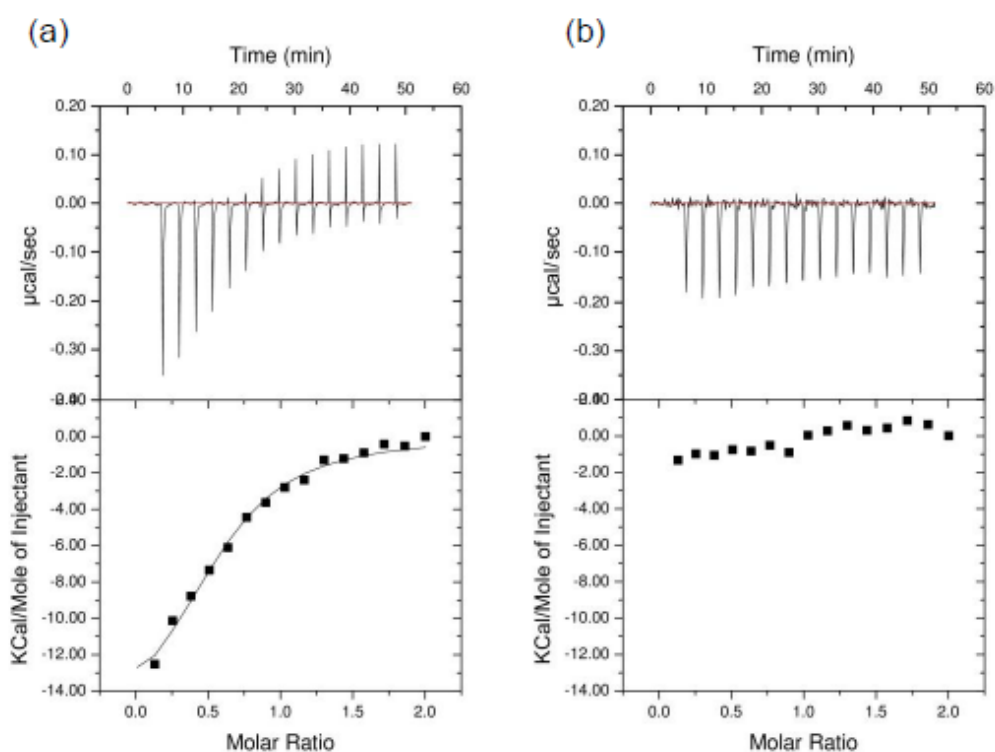 (a)
Time (min)
0 10 20 30 40 50 60
0.20
0.10
0.00
-0.10
-0.20
-0.30
µcal/sec
0.00
-2.00
-4.00
-6.00
-8.00
-10.00
-12.00
-14.00
KCal/Mole of Injectant
0.0 0.5 1.0 1.5 2.0
Molar Ratio
(b)
Time (min)
0 10 20 30 40 50 60
0.20
0.10
0.00
-0.10
-0.20
-0.30
µcal/sec
0.00
-2.00
-4.00
-6.00
-8.00
-10.00
-12.00
-14.00
KCal/Mole of Injectant
0.0 0.5 1.0 1.5 2.0
Molar Ratio